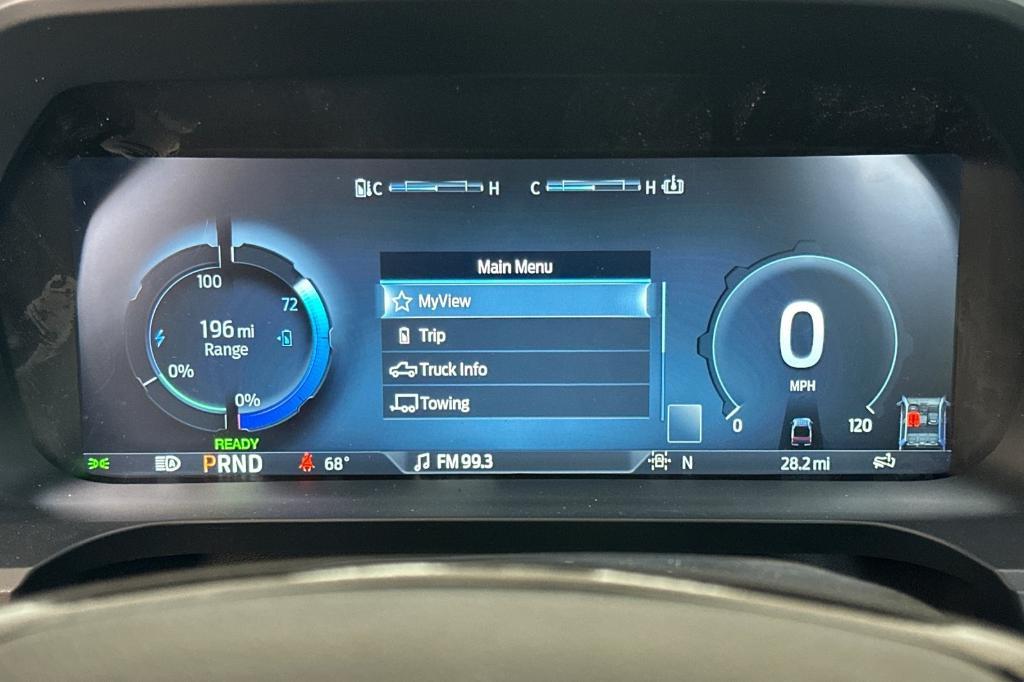 C H C H
100
72
196 mi
Range
0%
0%
READY
PRND
68°
Main Menu
MyView
Trip
Truck Info
Towing
FM 99.3
0
MPH
0 120
A
N
28.2 mi